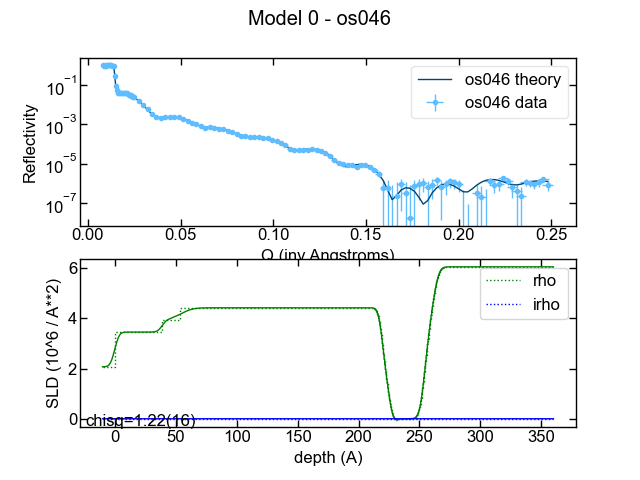 Model 0 - os046
Reflectivity
10⁻¹
10⁻³
10⁻⁵
10⁻⁷
os046 theory
os046 data
0.00 0.05 0.10 0.15 0.20 0.25
Q (inv Angstroms)
SLD (10^6 / A**2)
6
4
2
0
rho
irho
chisq=1.22(16)
0 50 100 150 200 250 300 350
depth (A)